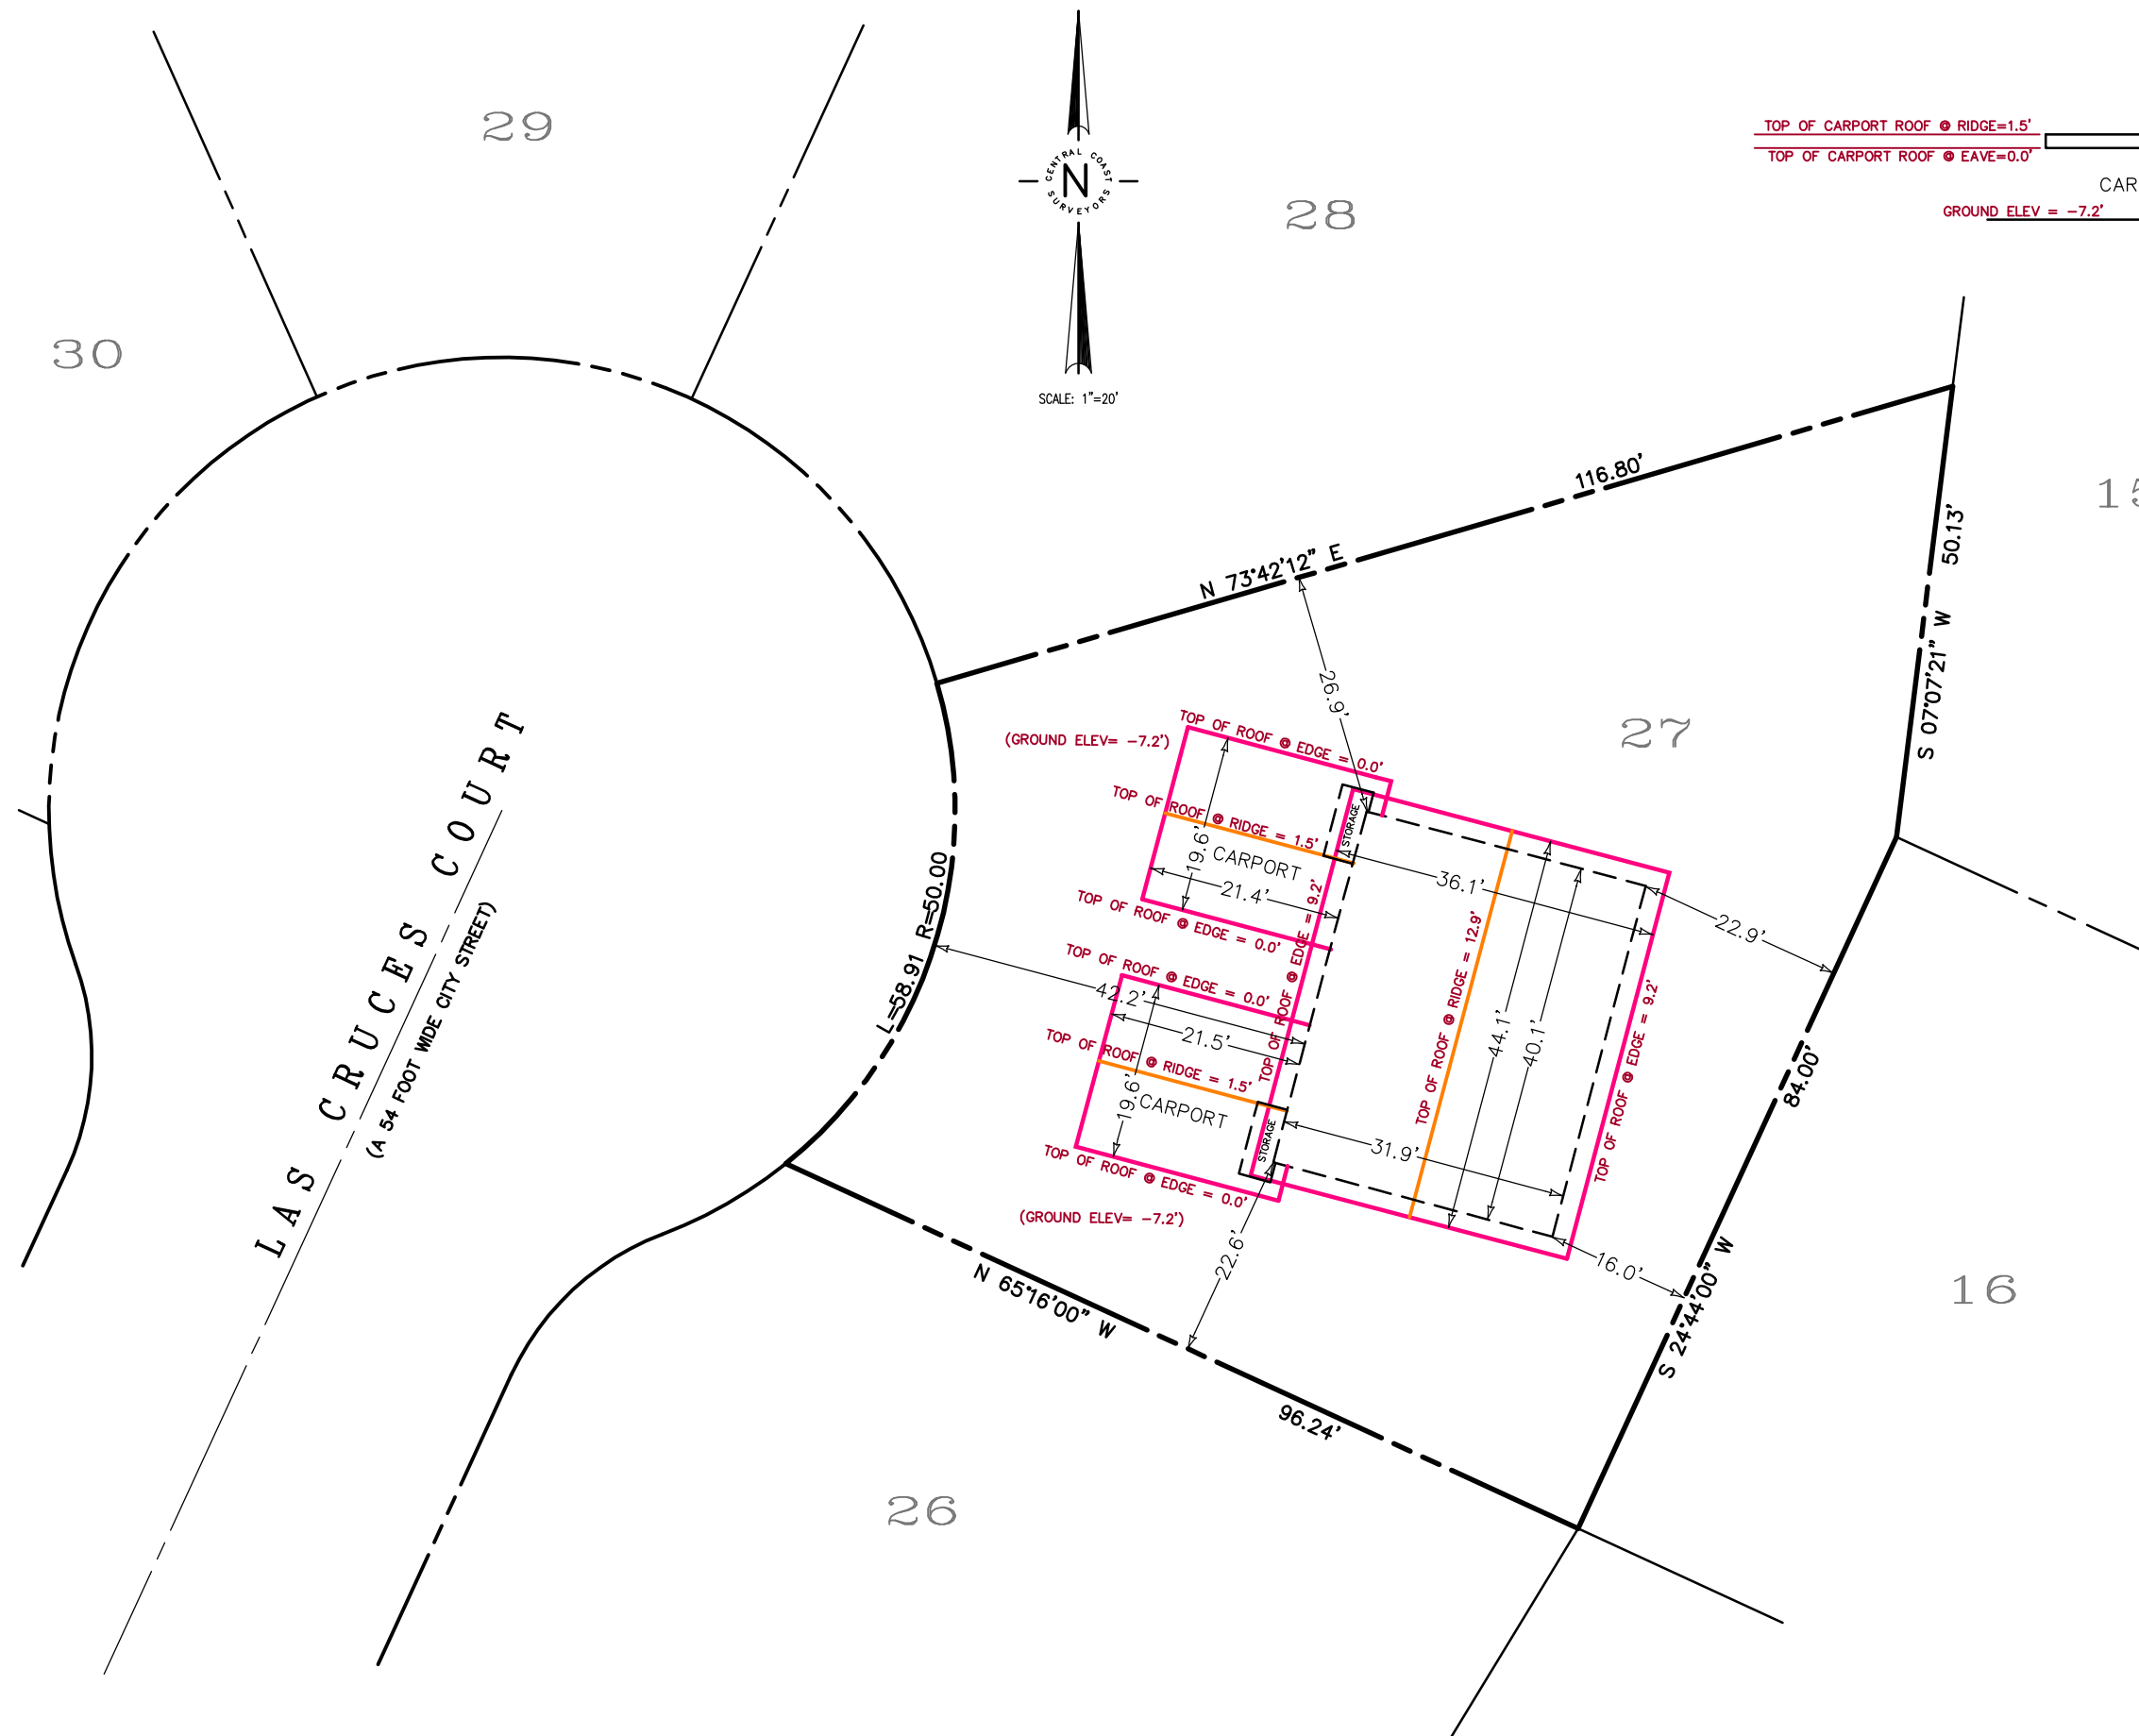 29
28
30
CENTRAL COAST SURVEYORS
N
SCALE: 1"=20'
TOP OF CARPORT ROOF @ RIDGE=1.5'
TOP OF CARPORT ROOF @ EAVE=0.0'
CAR
GROUND ELEV = -7.2'
116.80'
N 73°42'12" E
15
50.13'
S 07°07'21" W
27
26.9'
TOP OF ROOF @ EDGE = 0.0'
(GROUND ELEV= -7.2')
TOP OF ROOF @ RIDGE = 1.5'
STORAGE
19.6'
CARPORT
21.4'
36.1'
TOP OF ROOF @ EDGE = 0.0'
TOP OF ROOF @ EDGE = 9.2'
TOP OF ROOF @ RIDGE = 12.9'
22.9'
L=58.91 R=50.00
LAS CRUCES COURT
(A 54 FOOT WIDE CITY STREET)
TOP OF ROOF @ EDGE = 0.0'
42.2'
21.5'
44.1'
40.1'
TOP OF ROOF @ EDGE = 9.2'
TOP OF ROOF @ RIDGE = 1.5'
19.6'
CARPORT
STORAGE
31.9'
84.00'
TOP OF ROOF @ EDGE = 0.0'
(GROUND ELEV= -7.2')
22.6'
16.0'
S 24°44'00" W
16
N 65°16'00" W
96.24'
26